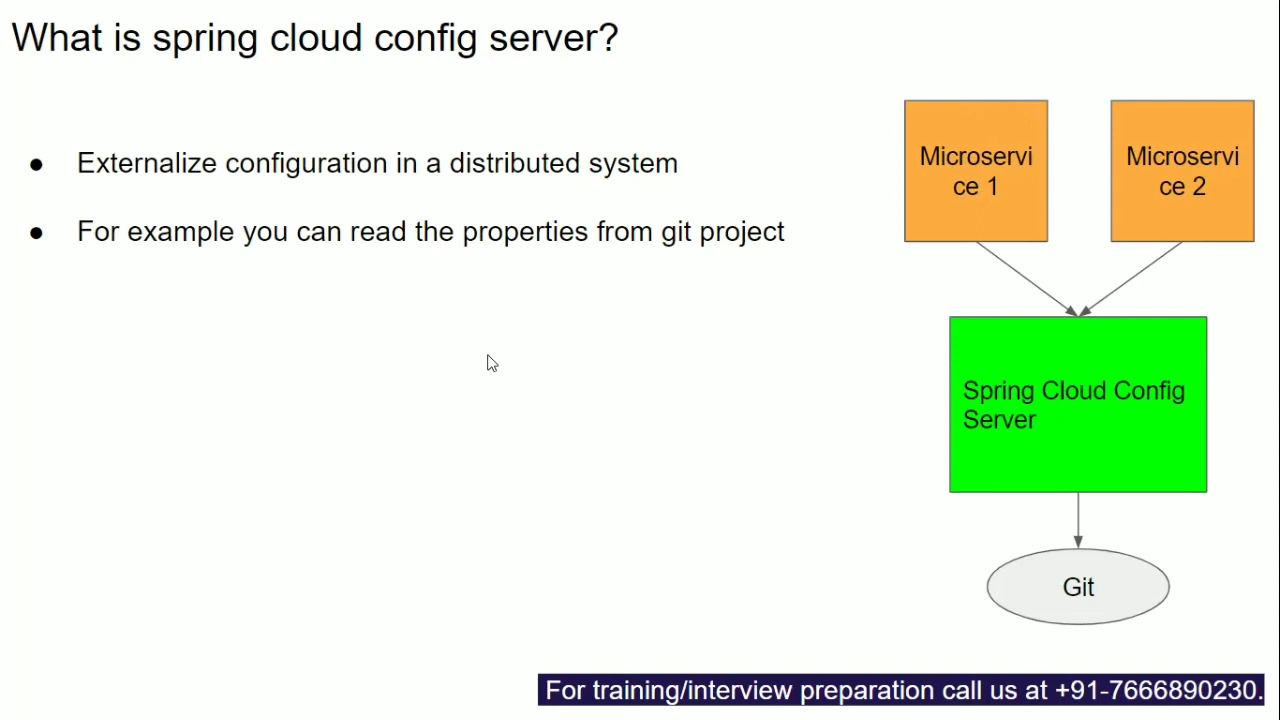 What is spring cloud config server?
● Externalize configuration in a distributed system
● For example you can read the properties from git project
Microservi
ce 1
Microservi
ce 2
Spring Cloud Config
Server
Git
For training/interview preparation call us at +91-7666890230.